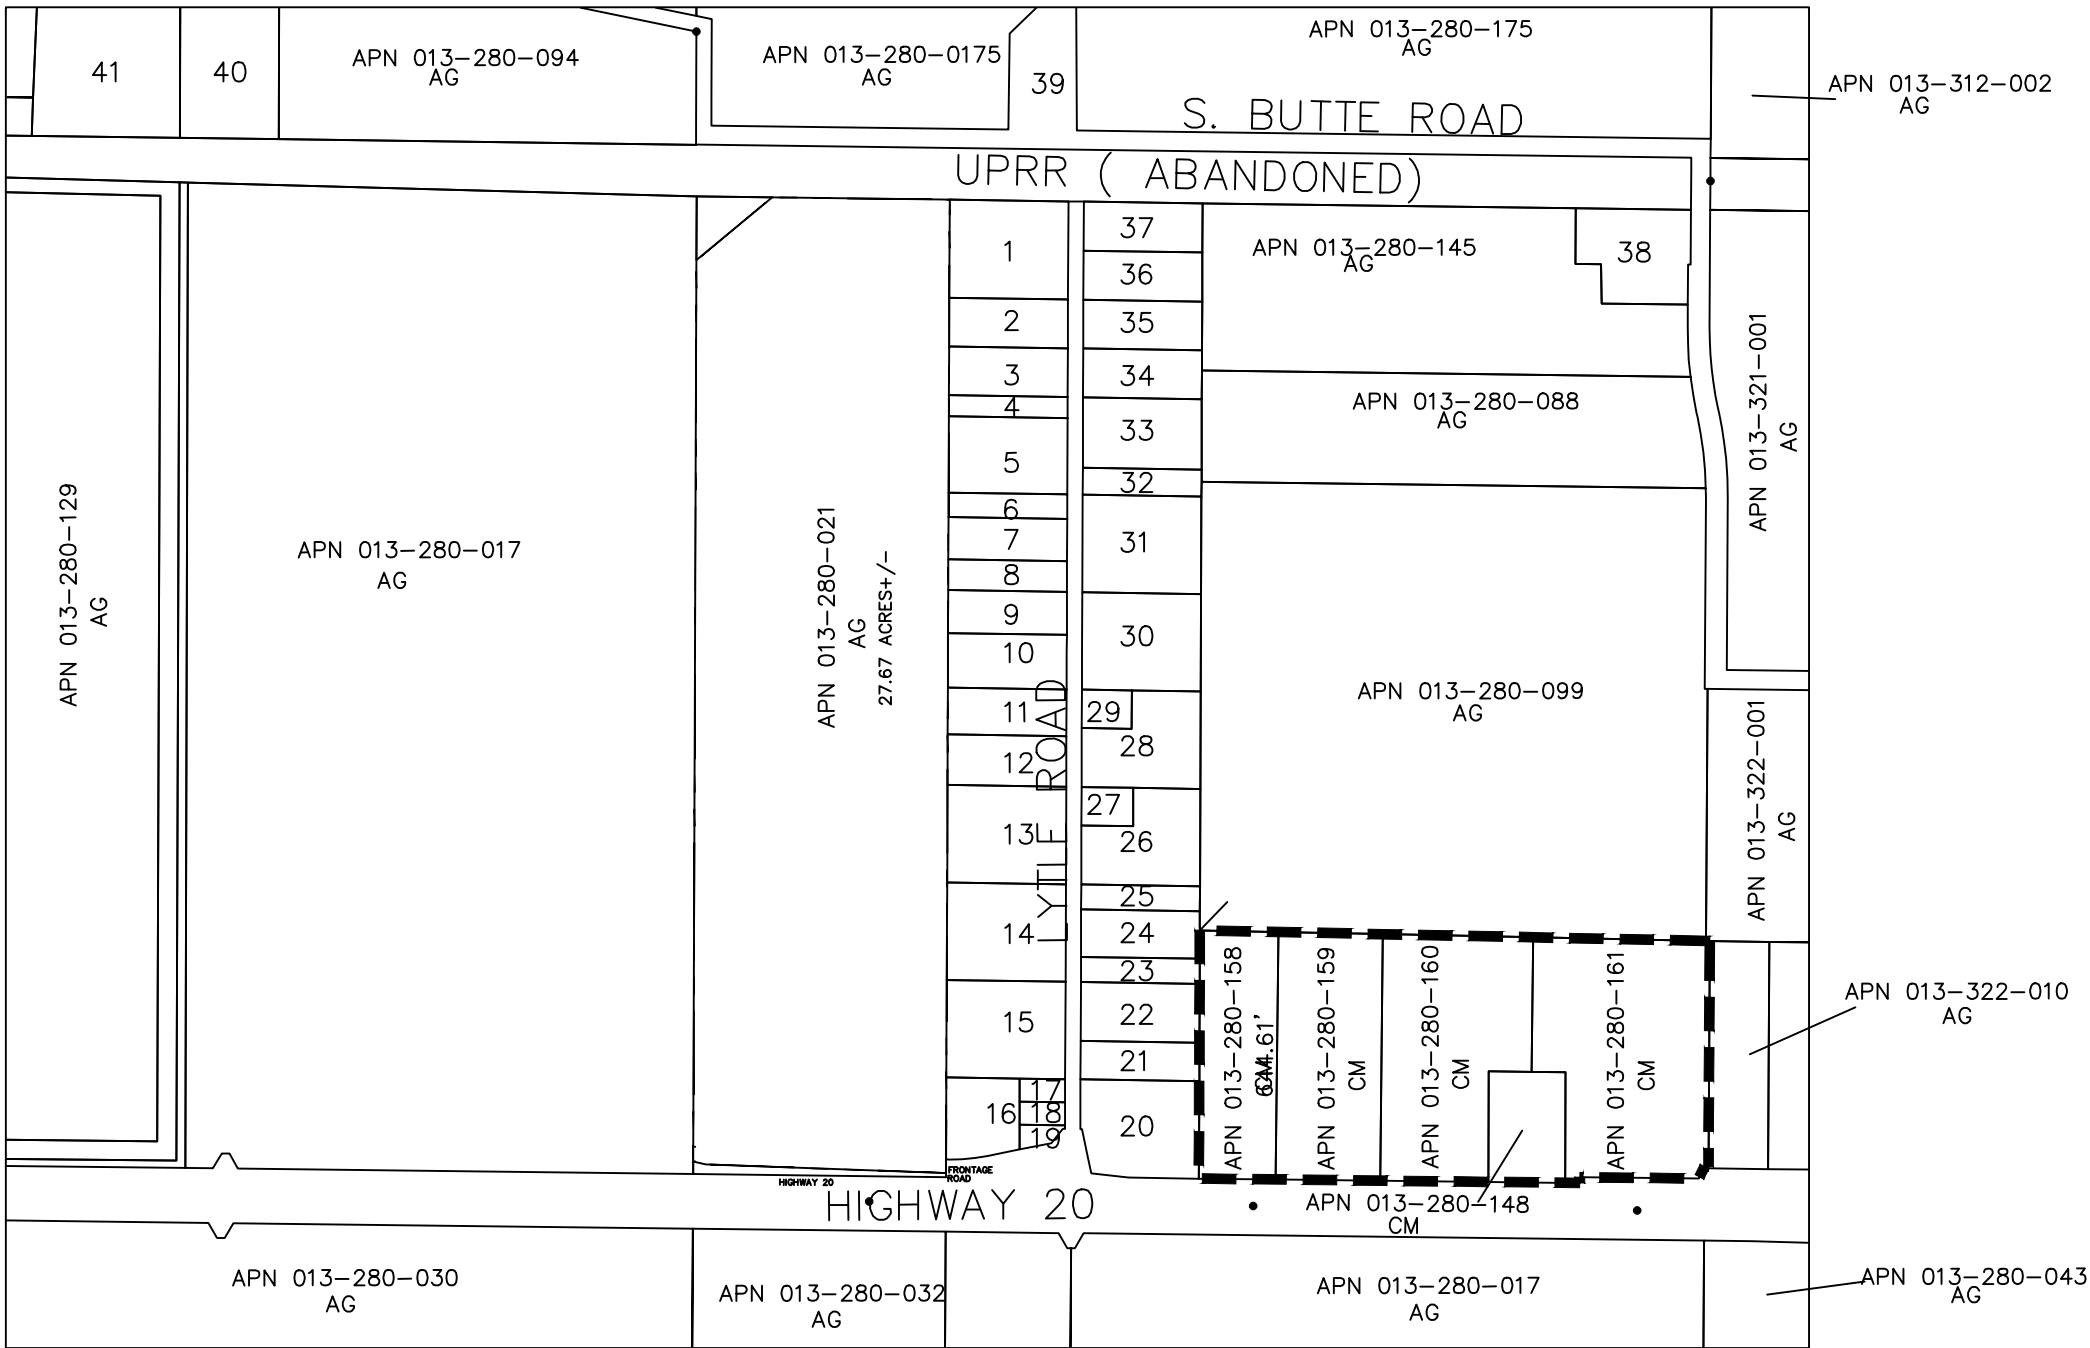 41
40
APN 013-280-094
AG
APN 013-280-0175
AG
39
APN 013-280-175
AG
APN 013-312-002
AG
S. BUTTE ROAD
UPRR ( ABANDONED)
1
2
3
4
5
6
7
8
9
10
11
12
13
14
15
16
17
18
19
37
36
35
34
33
32
31
30
29
28
27
26
25
24
23
22
21
20
LYTLE ROAD
APN 013-280-145
AG
38
APN 013-280-088
AG
APN 013-321-001
AG
APN 013-280-129
AG
APN 013-280-017
AG
APN 013-280-021
AG
27.67 ACRES+/-
APN 013-280-099
AG
APN 013-322-001
AG
APN 013-280-158
CM
644.61'
APN 013-280-159
CM
APN 013-280-160
CM
APN 013-280-161
CM
APN 013-322-010
AG
FRONTAGE
ROAD
HIGHWAY 20
HIGHWAY 20
APN 013-280-148
CM
APN 013-280-030
AG
APN 013-280-032
AG
APN 013-280-017
AG
APN 013-280-043
AG